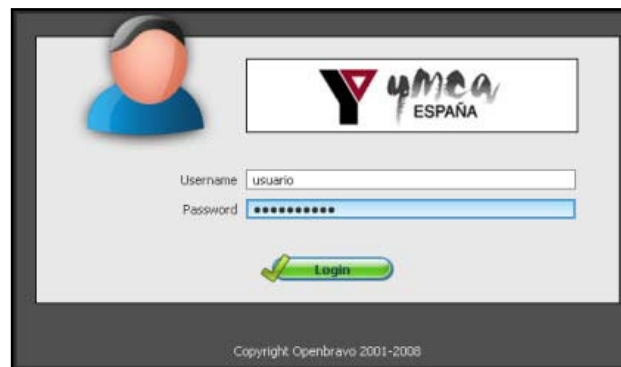 ymca
ESPAÑA
Username usuario
Password ●●●●●●●●●●
Login
Copyright Openbravo 2001-2008